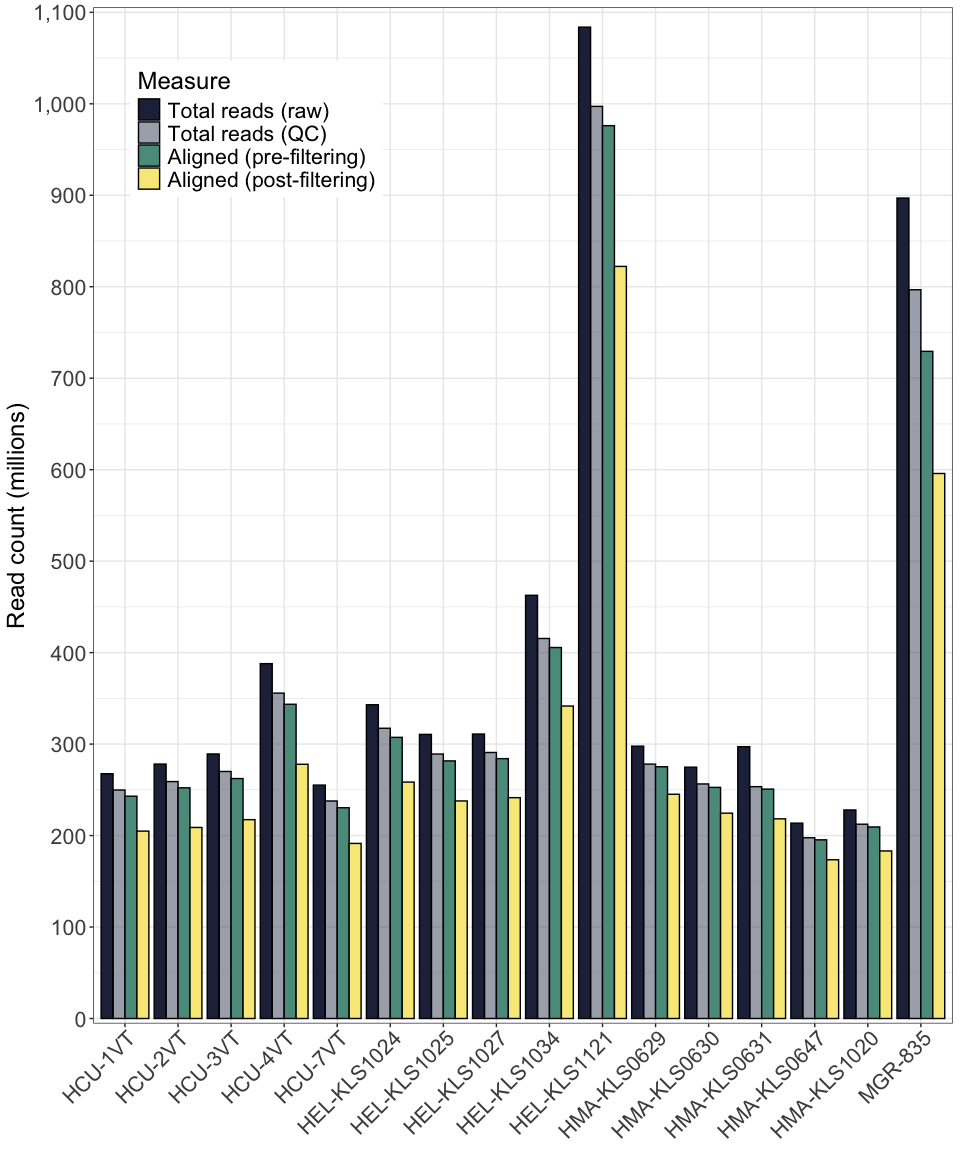 1,100
1,000
900
800
700
600
500
400
300
200
100
0
Read count (millions)
Measure
Total reads (raw)
Total reads (QC)
Aligned (pre-filtering)
Aligned (post-filtering)
HCU-1VT
HCU-2VT
HCU-3VT
HCU-4VT
HCU-7VT
HEL-KLS1024
HEL-KLS1025
HEL-KLS1027
HEL-KLS1034
HEL-KLS1121
HMA-KLS0629
HMA-KLS0630
HMA-KLS0631
HMA-KLS0647
HMA-KLS1020
MGR-835